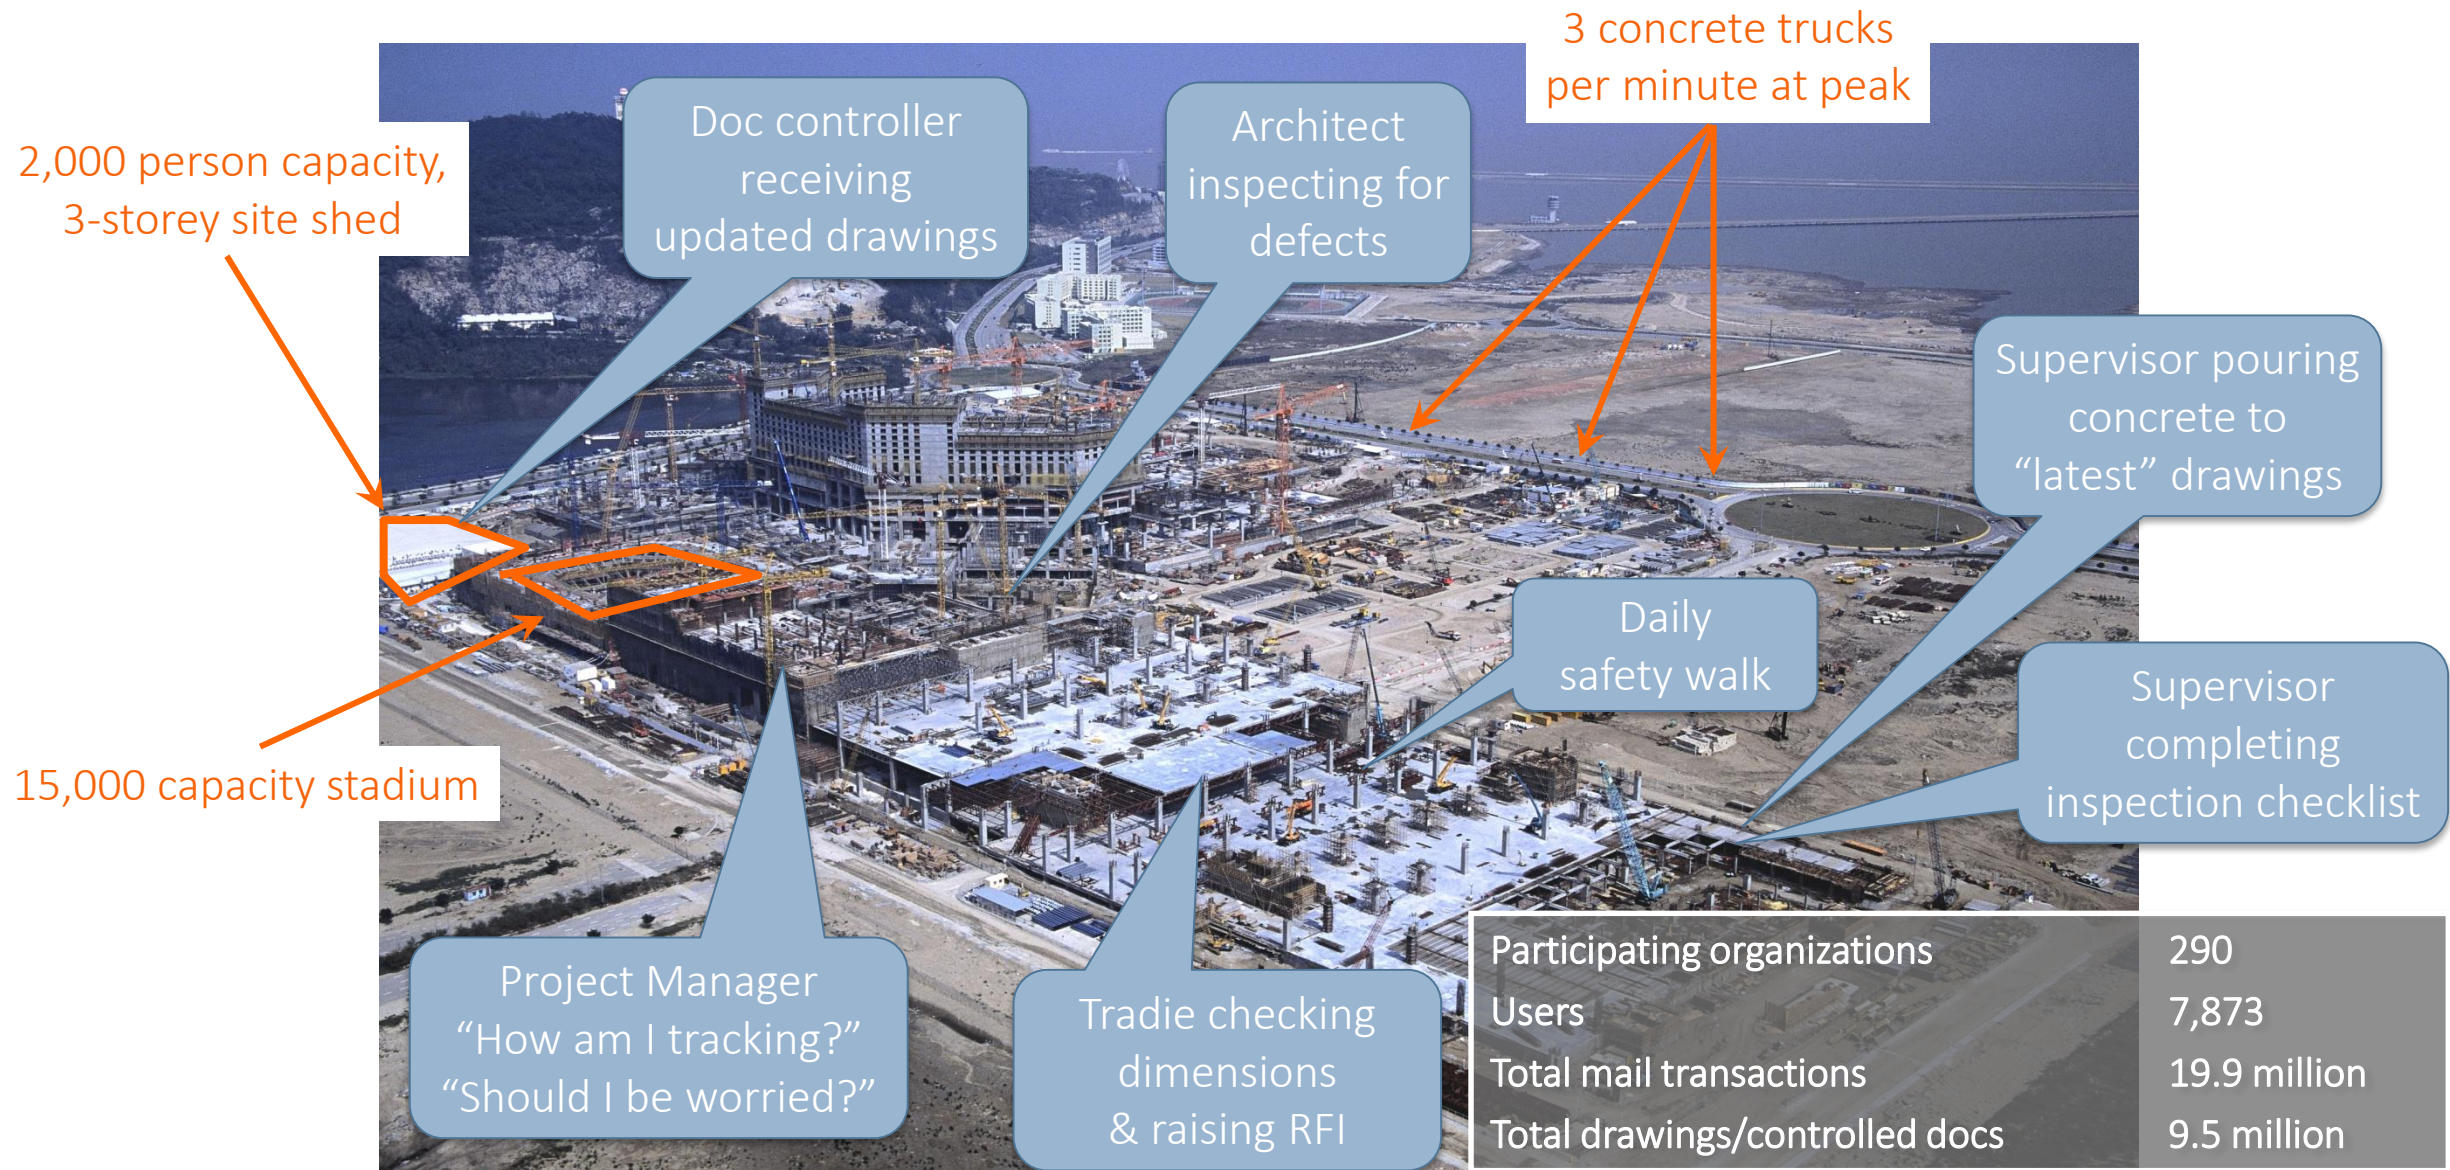 3 concrete trucks
per minute at peak
Doc controller
receiving
updated drawings
Architect
inspecting for
defects
2,000 person capacity,
3-storey site shed
Supervisor pouring
concrete to
“latest” drawings
Daily
safety walk
Supervisor
completing
inspection checklist
15,000 capacity stadium
Project Manager
“How am I tracking?”
“Should I be worried?”
Tradie checking
dimensions
& raising RFI
Participating organizations 290
Users 7,873
Total mail transactions 19.9 million
Total drawings/controlled docs 9.5 million